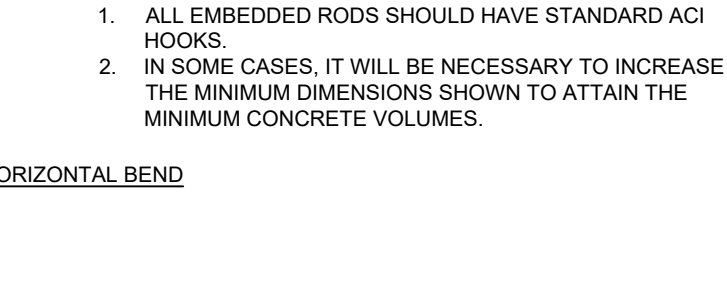 1. ALL EMBEDDED RODS SHOULD HAVE STANDARD ACI
HOOKS.
2. IN SOME CASES, IT WILL BE NECESSARY TO INCREASE
THE MINIMUM DIMENSIONS SHOWN TO ATTAIN THE
MINIMUM CONCRETE VOLUMES.
ORIZONTAL BEND